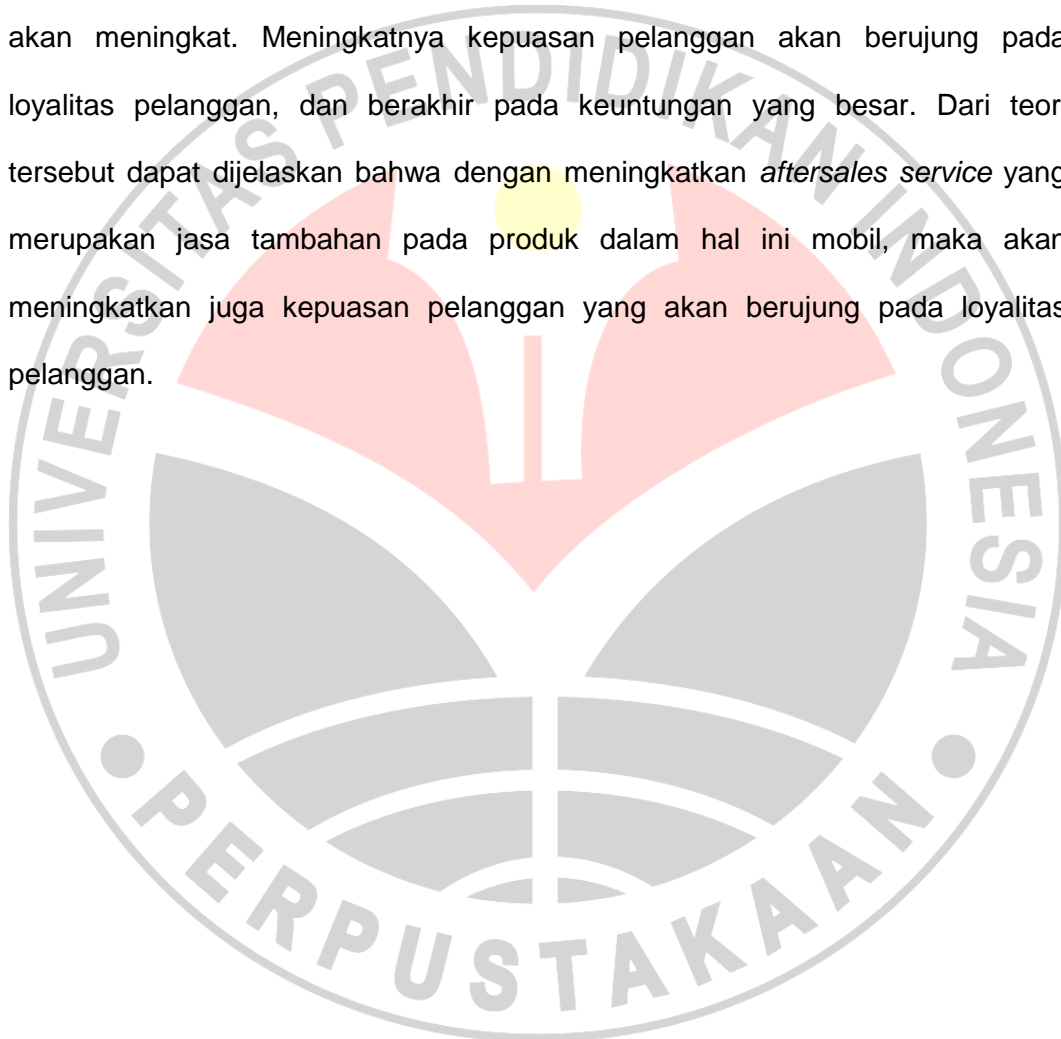 akan meningkat. Meningkatnya kepuasan pelanggan akan berujung pada
loyalitas pelanggan, dan berakhir pada keuntungan yang besar. Dari teor
tersebut dapat dijelaskan bahwa dengan meningkatkan aftersales service yang
merupakan jasa tambahan pada produk dalam hal ini mobil, maka akan
meningkatkan juga kepuasan pelanggan yang akan berujung pada loyalitas
pelanggan.
UNIVERSITAS PENDIDIKAN INDONESIA
PERPUSTAKAAN